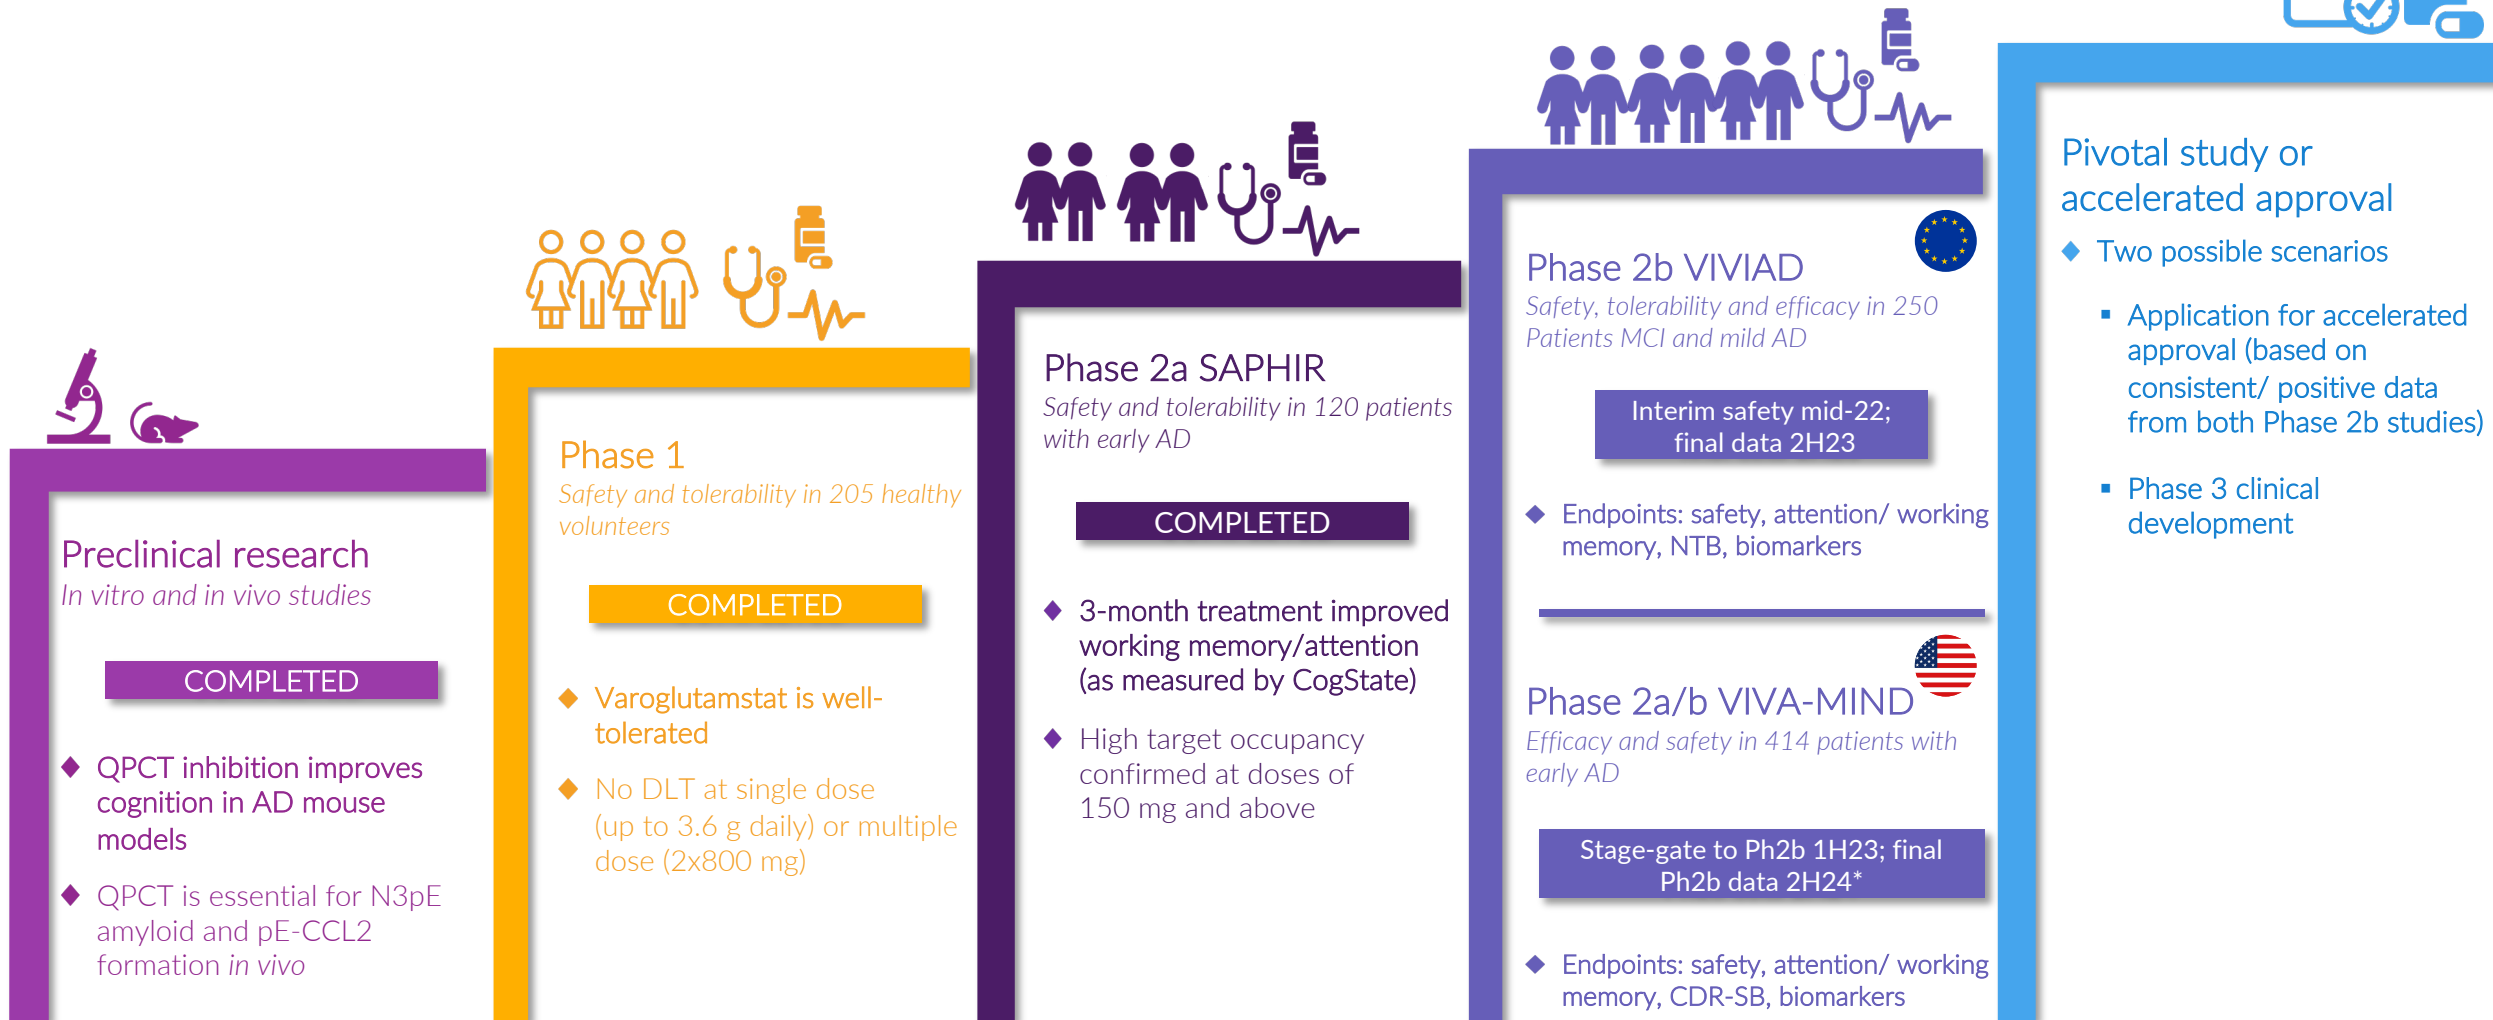 Preclinical research
In vitro and in vivo studies
COMPLETED
QPCT inhibition improves
cognition in AD mouse
models
QPCT is essential for N3pE
amyloid and pE-CCL2
formation in vivo
Phase 1
Safety and tolerability in 205 healthy
volunteers
COMPLETED
Varoglutamstat is well-
tolerated
No DLT at single dose
(up to 3.6 g daily) or multiple
dose (2x800 mg)
Phase 2a SAPHIR
Safety and tolerability in 120 patients
with early AD
COMPLETED
3-month treatment improved
working memory/attention
(as measured by CogState)
High target occupancy
confirmed at doses of
150 mg and above
Phase 2b VIVIAD
Safety, tolerability and efficacy in 250
Patients MCI and mild AD
Interim safety mid-22;
final data 2H23
Endpoints: safety, attention/ working
memory, NTB, biomarkers
Phase 2a/b VIVA-MIND
Efficacy and safety in 414 patients with
early AD
Stage-gate to Ph2b 1H23; final
Ph2b data 2H24*
Endpoints: safety, attention/ working
memory, CDR-SB, biomarkers
Pivotal study or
accelerated approval
Two possible scenarios
Application for accelerated
approval (based on
consistent/ positive data
from both Phase 2b studies)
Phase 3 clinical
development